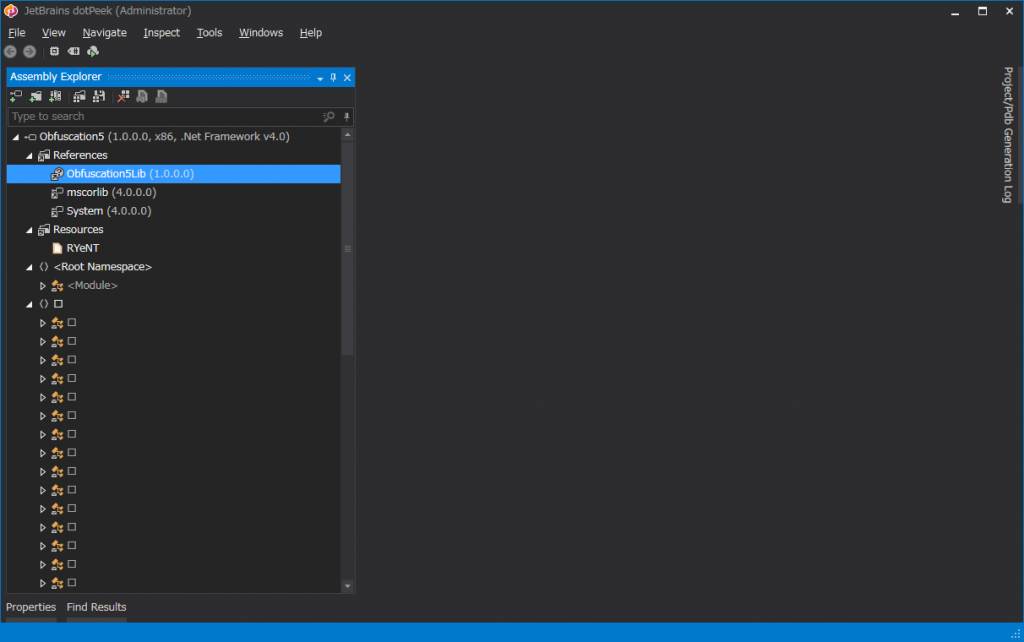 JetBrains dotPeek (Administrator)
File View Navigate Inspect Tools Windows Help
Assembly Explorer
Type to search
Obfuscation5 (1.0.0.0, x86, .Net Framework v4.0)
References
Obfuscation5Lib (1.0.0.0)
mscorlib (4.0.0.0)
System (4.0.0.0)
Resources
RYeNT
<Root Namespace>
<Module>
Project/Pdb Generation Log
Properties Find Results